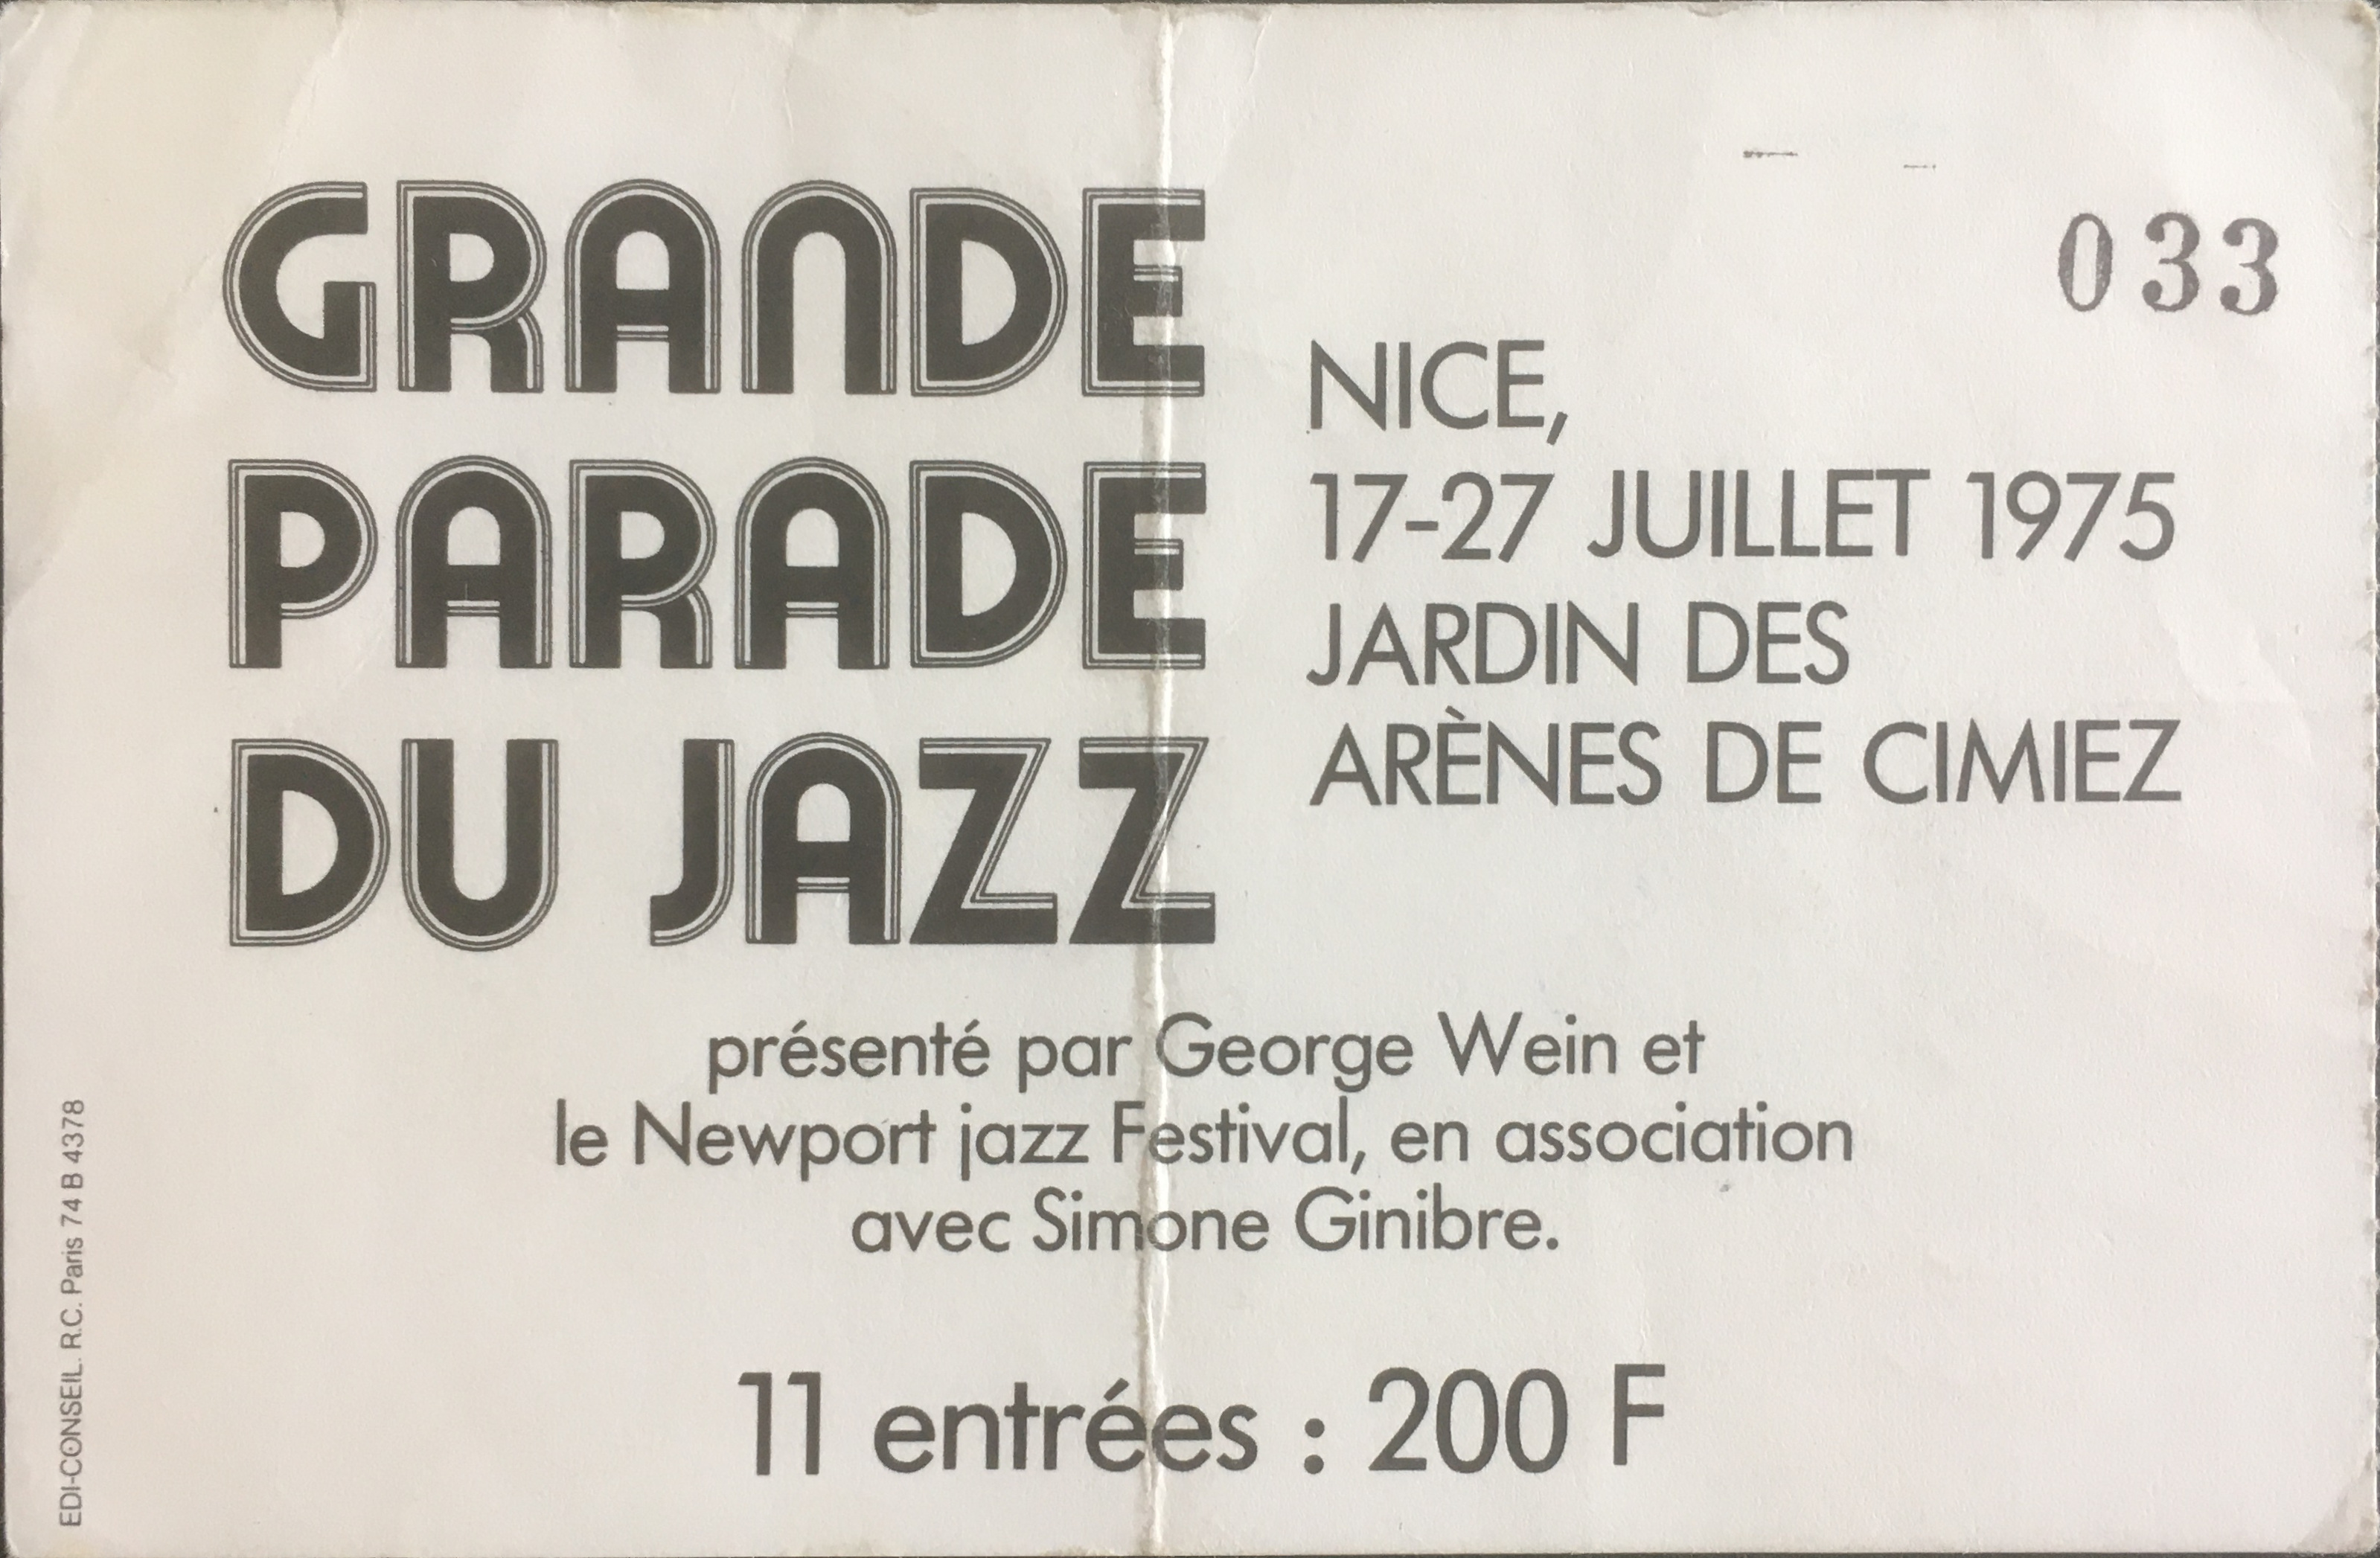 GRANDE
PARADE
DU JAZZ
033
NICE,
17-27 JUILLET 1975
JARDIN DES
ARÈNES DE CIMIEZ
présenté par George Wein et
le Newport jazz Festival, en association
avec Simone Ginibre.
11 entrées : 200 F
EDI-CONSEIL. R.C. Paris 74 B 4378